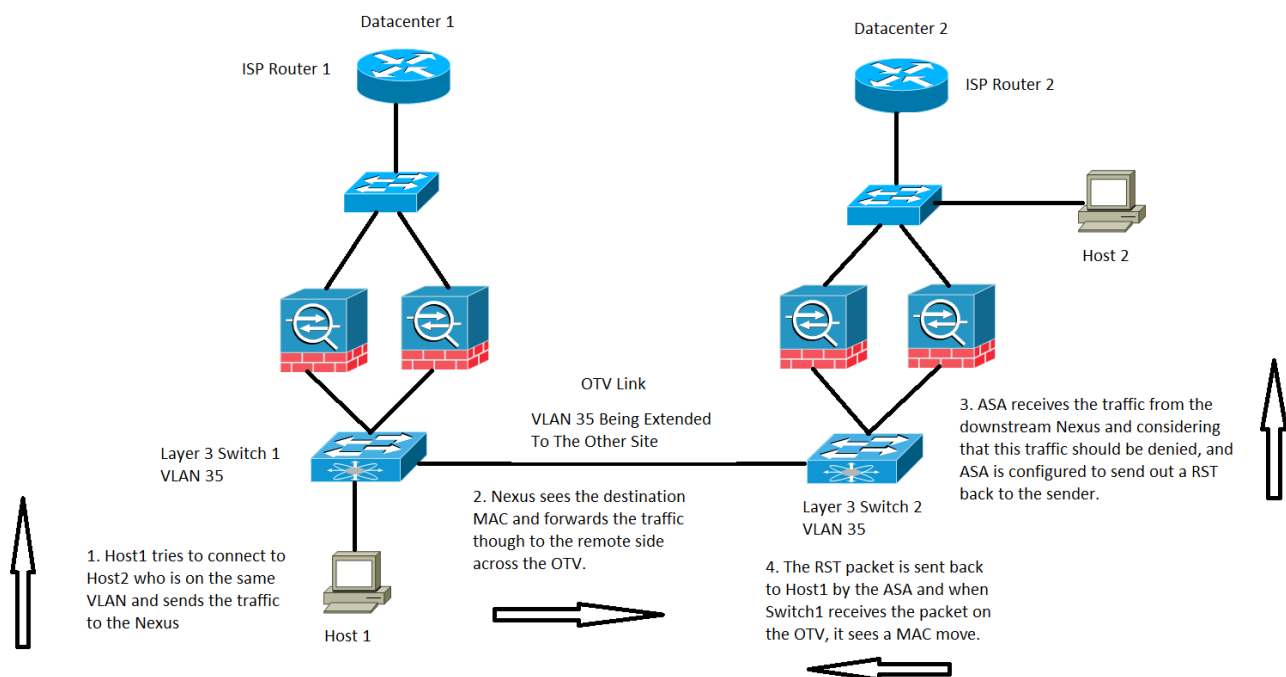 Datacenter 1
Datacenter 2
ISP Router 1
ISP Router 2
Host 2
OTV Link
VLAN 35 Being Extended
To The Other Site
Layer 3 Switch 1
VLAN 35
3. ASA receives the traffic from the
downstream Nexus and considering
that this traffic should be denied, and
ASA is configured to send out a RST
back to the sender.
Layer 3 Switch 2
VLAN 35
2. Nexus sees the destination
MAC and forwards the traffic
though to the remote side
across the OTV.
1. Host1 tries to connect to
Host2 who is on the same
VLAN and sends the traffic
to the Nexus
Host 1
4. The RST packet is sent back
to Host1 by the ASA and when
Switch1 receives the packet on
the OTV, it sees a MAC move.